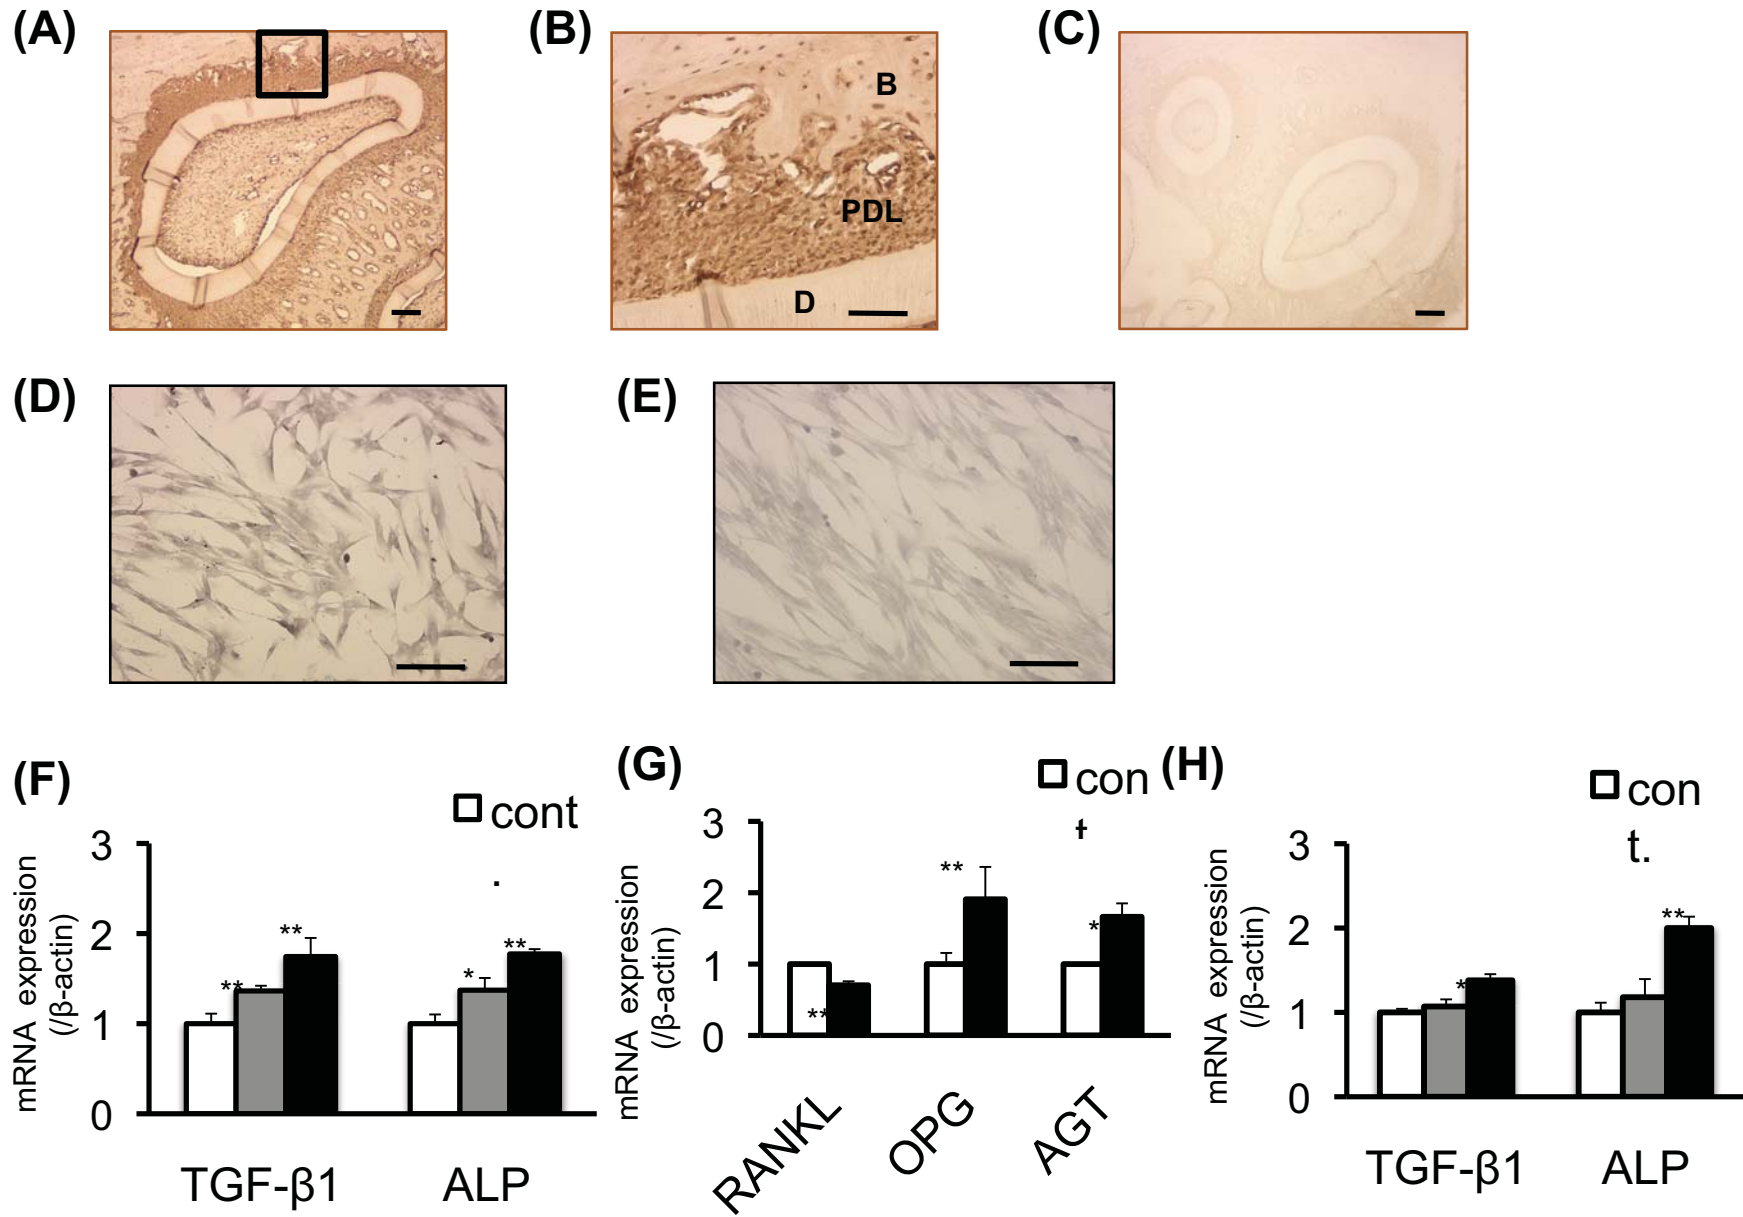 (A)
(B)
(C)
B
PDL
D
(D)
(E)
(F)
cont
.
mRNA expression
(/β-actin)
3
2
1
0
**
**
*
**
TGF-β1
ALP
(G)
con
t
mRNA expression
(/β-actin)
3
2
1
0
**
**
*
RANKL
OPG
AGT
(H)
con
t.
mRNA expression
(/β-actin)
3
2
1
0
*
**
TGF-β1
ALP